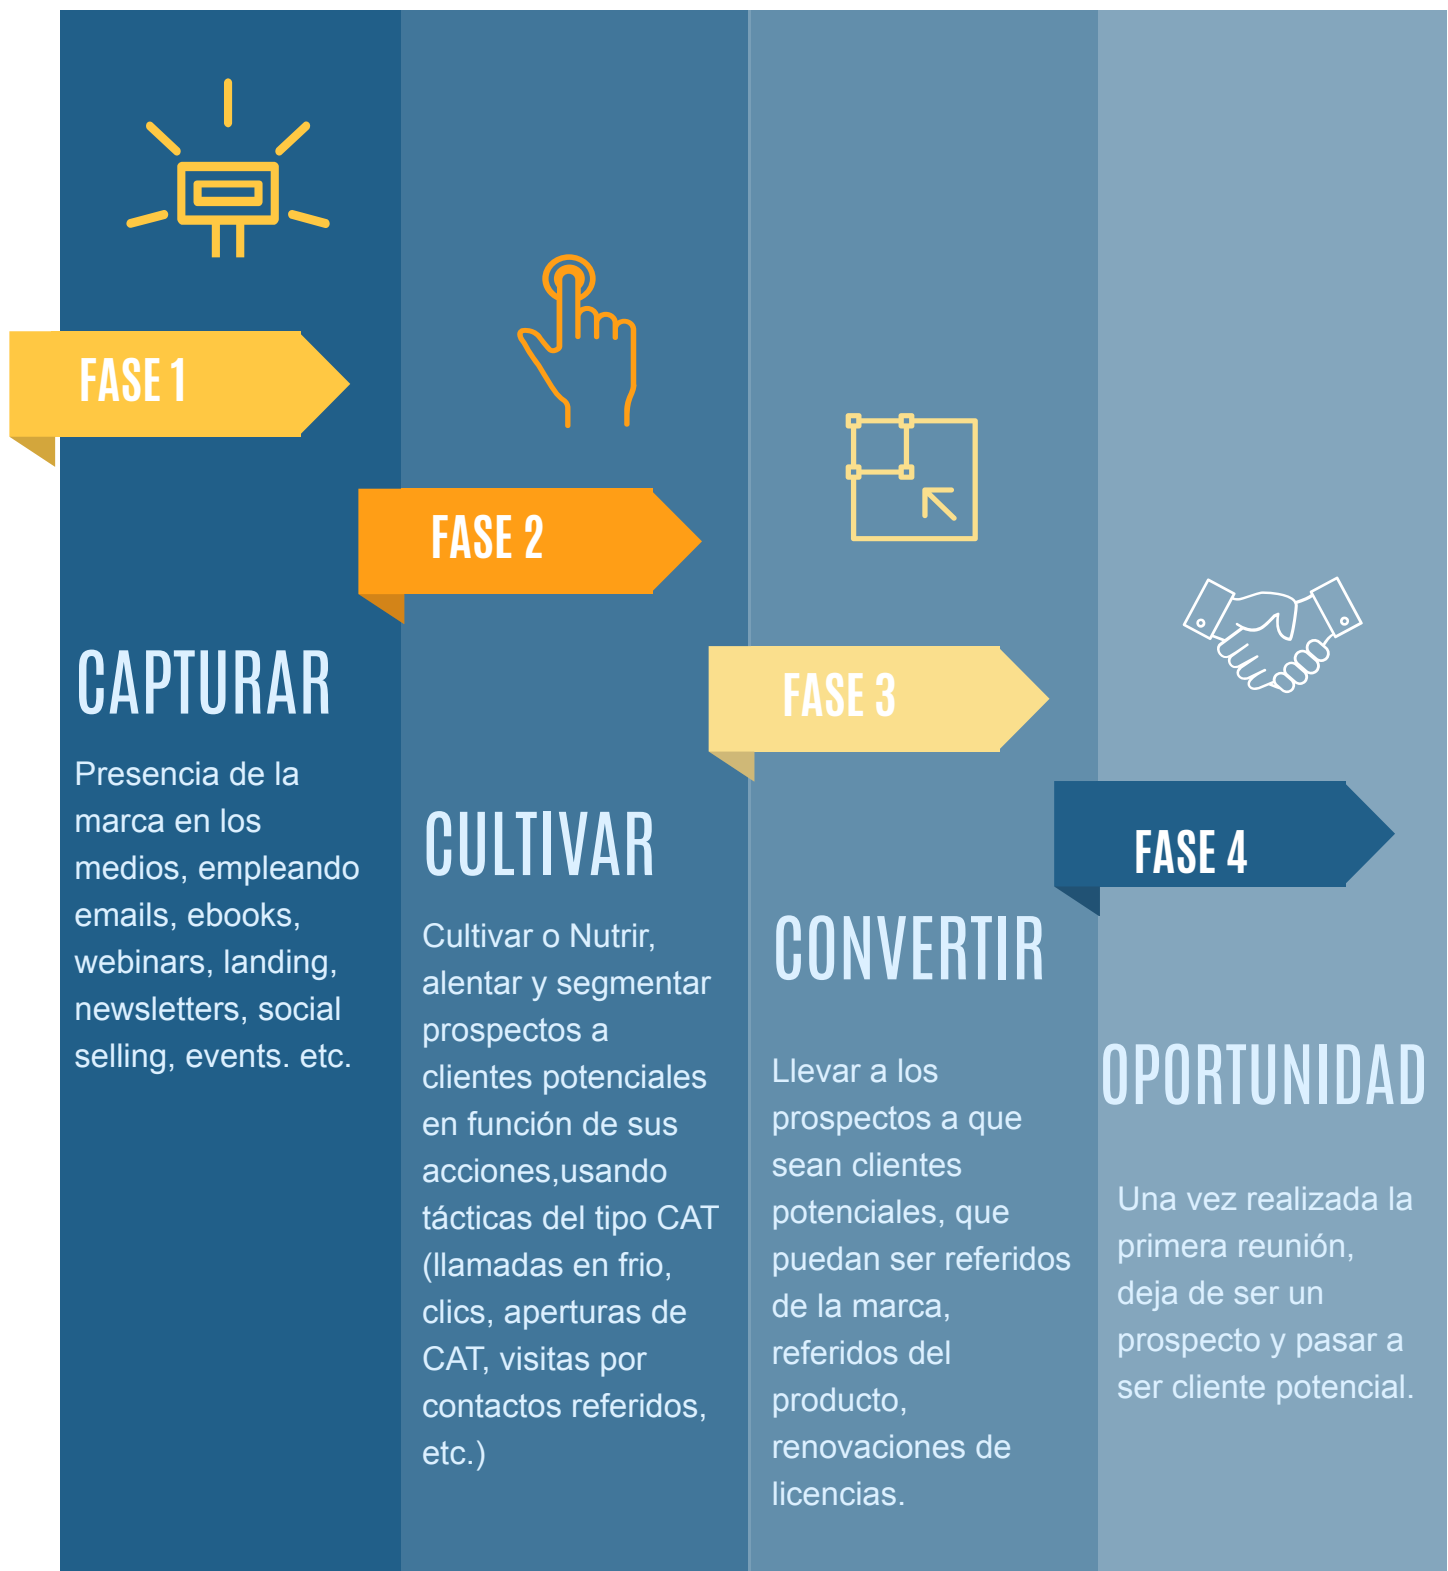 FASE 1
CAPTURAR
Presencia de la
marca en los
medios, empleando
emails, ebooks,
webinars, landing,
newsletters, social
selling, events. etc.
FASE 2
CULTIVAR
Cultivar o Nutrir,
alentar y segmentar
prospectos a
clientes potenciales
en función de sus
acciones,usando
tácticas del tipo CAT
(llamadas en frio,
clics, aperturas de
CAT, visitas por
contactos referidos,
etc.)
FASE 3
CONVERTIR
Llevar a los
prospectos a que
sean clientes
potenciales, que
puedan ser referidos
de la marca,
referidos del
producto,
renovaciones de
licencias.
FASE 4
OPORTUNIDAD
Una vez realizada la
primera reunión,
deja de ser un
prospecto y pasar a
ser cliente potencial.